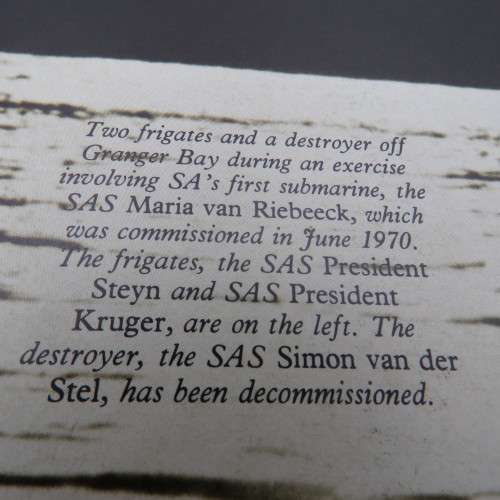 Two frigates and a destroyer off
Granger Bay during an exercise
involving SA's first submarine, the
SAS Maria van Riebeeck, which
was commissioned in June 1970.
The frigates, the SAS President
Steyn and SAS President
Kruger, are on the left. The
destroyer, the SAS Simon van der
Stel, has been decommissioned.